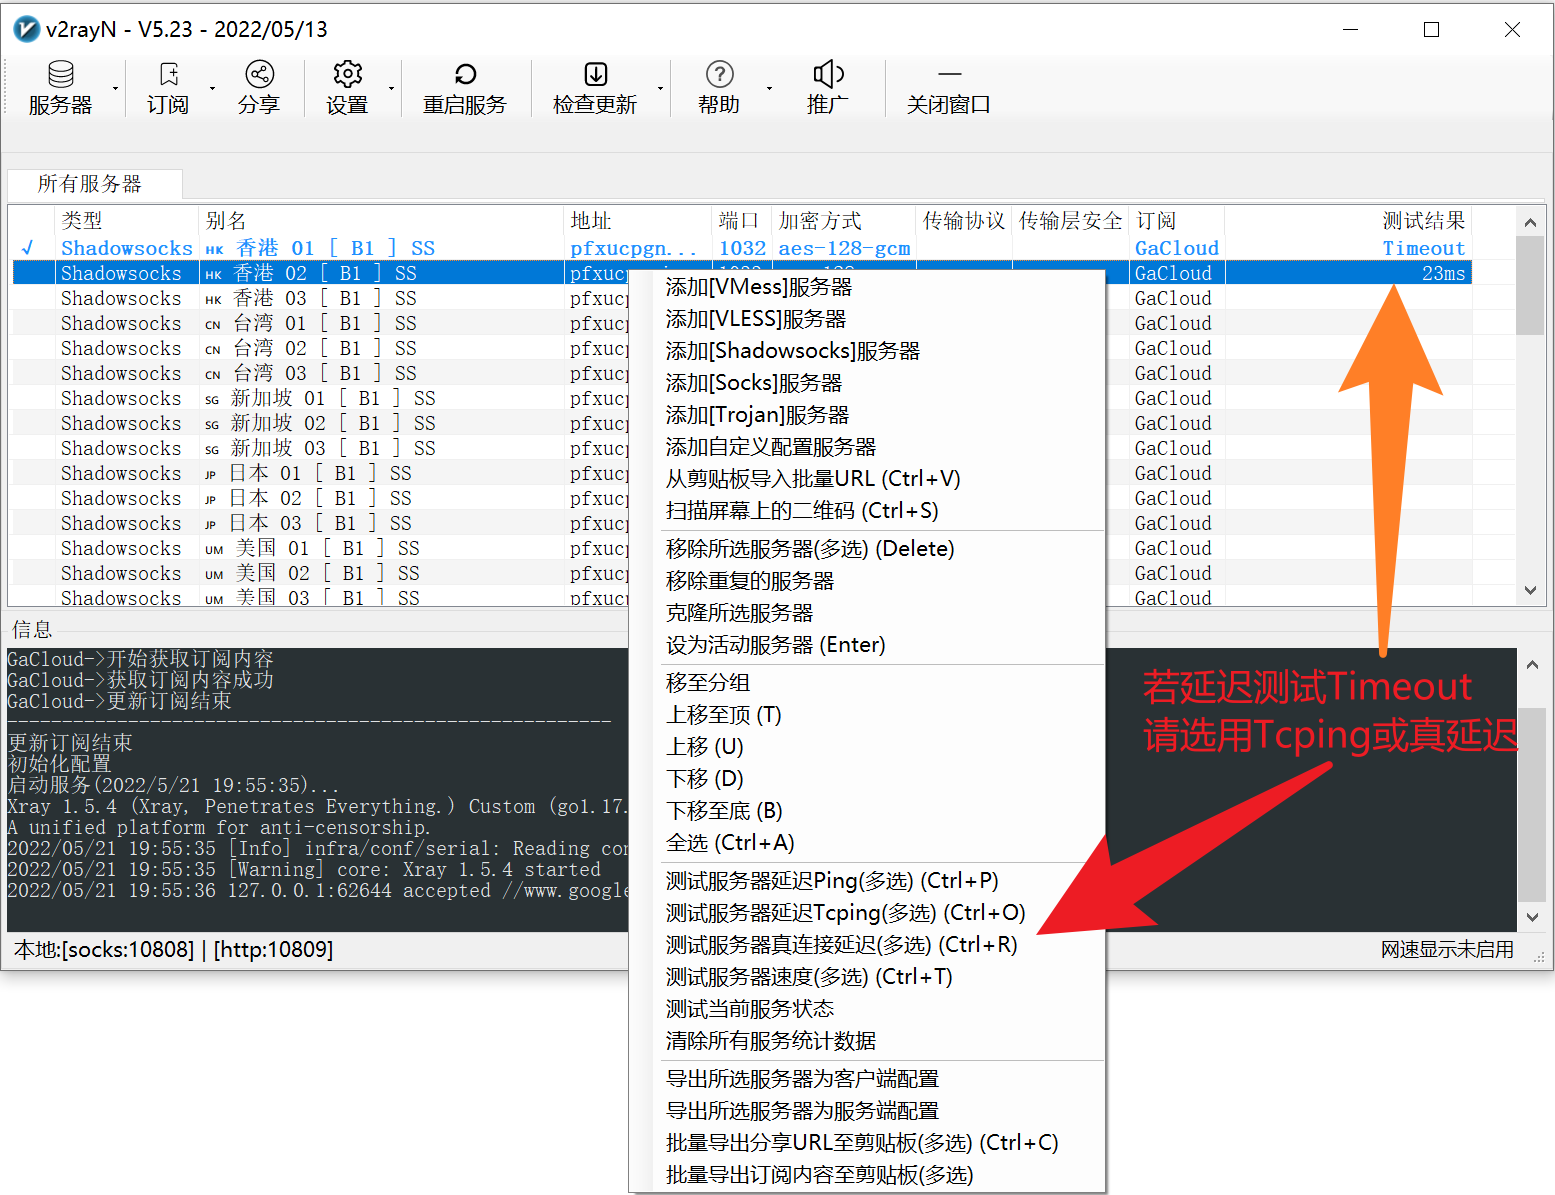 v2rayN - V5.23 - 2022/05/13
服务器 订阅 分享 设置 重启服务 检查更新 帮助 推广 关闭窗口
所有服务器
类型 别名 地址 端口 加密方式 传输协议 传输层安全 订阅 测试结果
√ Shadowsocks HK 香港 01 [ B1 ] SS pfxucpgn... 1032 aes-128-gcm GaCloud Timeout
Shadowsocks HK 香港 02 [ B1 ] SS GaCloud 23ms
Shadowsocks HK 香港 03 [ B1 ] SS pfxuc GaCloud
Shadowsocks CN 台湾 01 [ B1 ] SS pfxuc GaCloud
Shadowsocks CN 台湾 02 [ B1 ] SS pfxuc GaCloud
Shadowsocks CN 台湾 03 [ B1 ] SS pfxuc GaCloud
Shadowsocks SG 新加坡 01 [ B1 ] SS pfxuc GaCloud
Shadowsocks SG 新加坡 02 [ B1 ] SS pfxuc GaCloud
Shadowsocks SG 新加坡 03 [ B1 ] SS pfxuc GaCloud
Shadowsocks JP 日本 01 [ B1 ] SS pfxuc GaCloud
Shadowsocks JP 日本 02 [ B1 ] SS pfxuc GaCloud
Shadowsocks JP 日本 03 [ B1 ] SS pfxuc GaCloud
Shadowsocks UM 美国 01 [ B1 ] SS pfxuc GaCloud
Shadowsocks UM 美国 02 [ B1 ] SS pfxuc GaCloud
Shadowsocks UM 美国 03 [ B1 ] SS pfxuc GaCloud
添加[VMess]服务器
添加[VLESS]服务器
添加[Shadowsocks]服务器
添加[Socks]服务器
添加[Trojan]服务器
添加自定义配置服务器
从剪贴板导入批量URL (Ctrl+V)
扫描屏幕上的二维码 (Ctrl+S)
移除所选服务器(多选) (Delete)
移除重复的服务器
克隆所选服务器
设为活动服务器 (Enter)
移至分组
上移至顶 (T)
上移 (U)
下移 (D)
下移至底 (B)
全选 (Ctrl+A)
测试服务器延迟Ping(多选) (Ctrl+P)
测试服务器延迟Tcping(多选) (Ctrl+O)
测试服务器真连接延迟(多选) (Ctrl+R)
测试服务器速度(多选) (Ctrl+T)
测试当前服务状态
清除所有服务统计数据
导出所选服务器为客户端配置
导出所选服务器为服务端配置
批量导出分享URL至剪贴板(多选) (Ctrl+C)
批量导出订阅内容至剪贴板(多选)
信息
GaCloud->开始获取订阅内容
GaCloud->获取订阅内容成功
GaCloud->更新订阅结束
----------------------------------------------------
更新订阅结束
初始化配置
启动服务(2022/5/21 19:55:35)...
Xray 1.5.4 (Xray, Penetrates Everything.) Custom (go1.17.
A unified platform for anti-censorship.
2022/05/21 19:55:35 [Info] infra/conf/serial: Reading
2022/05/21 19:55:35 [Warning] core: Xray 1.5.4 started
2022/05/21 19:55:36 127.0.0.1:62644 accepted //www.google
若延迟测试Timeout
请选用Tcping或真延迟
本地:[socks:10808] | [http:10809]
网速显示未启用